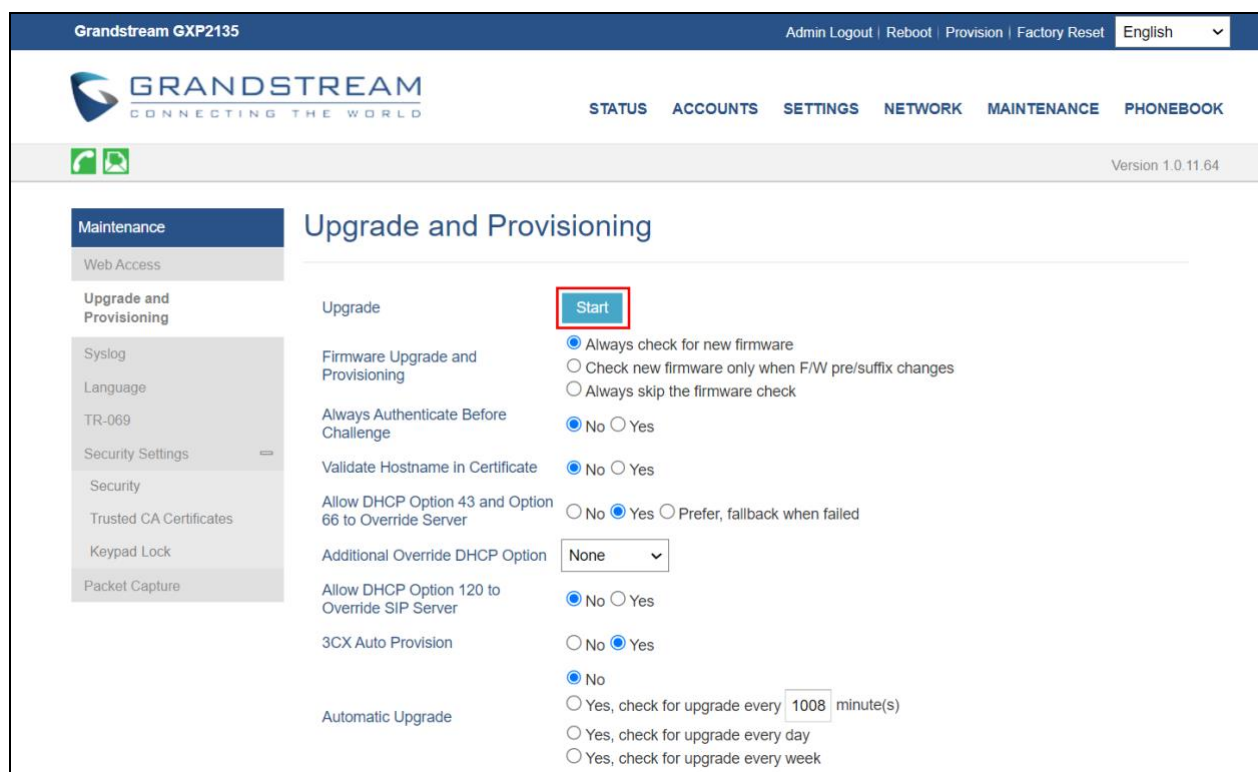 Grandstream GXP2135
Admin Logout | Reboot | Provision | Factory Reset
English
GRANDSTREAM
CONNECTING THE WORLD
STATUS ACCOUNTS SETTINGS NETWORK MAINTENANCE PHONEBOOK
Version 1.0.11.64
Maintenance
Web Access
Upgrade and
Provisioning
Syslog
Language
TR-069
Security Settings
Security
Trusted CA Certificates
Keypad Lock
Packet Capture
Upgrade and Provisioning
Upgrade
Start
Firmware Upgrade and
Provisioning
Always check for new firmware
Check new firmware only when F/W pre/suffix changes
Always skip the firmware check
Always Authenticate Before
Challenge
No Yes
Validate Hostname in Certificate
No Yes
Allow DHCP Option 43 and Option
66 to Override Server
No Yes Prefer, fallback when failed
Additional Override DHCP Option
None
Allow DHCP Option 120 to
Override SIP Server
No Yes
3CX Auto Provision
No Yes
Automatic Upgrade
No
Yes, check for upgrade every 1008 minute(s)
Yes, check for upgrade every day
Yes, check for upgrade every week